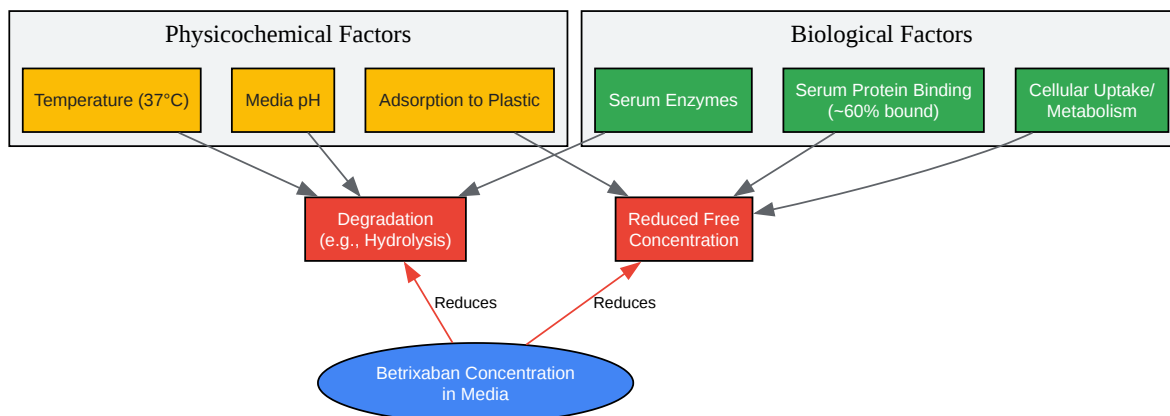 Physicochemical Factors
Biological Factors
Temperature (37°C)
Media pH
Adsorption to Plastic
Serum Enzymes
Serum Protein Binding
(~60% bound)
Cellular Uptake/
Metabolism
Degradation
(e.g., Hydrolysis)
Reduced Free
Concentration
Reduces
Reduces
Betrixaban Concentration
in Media